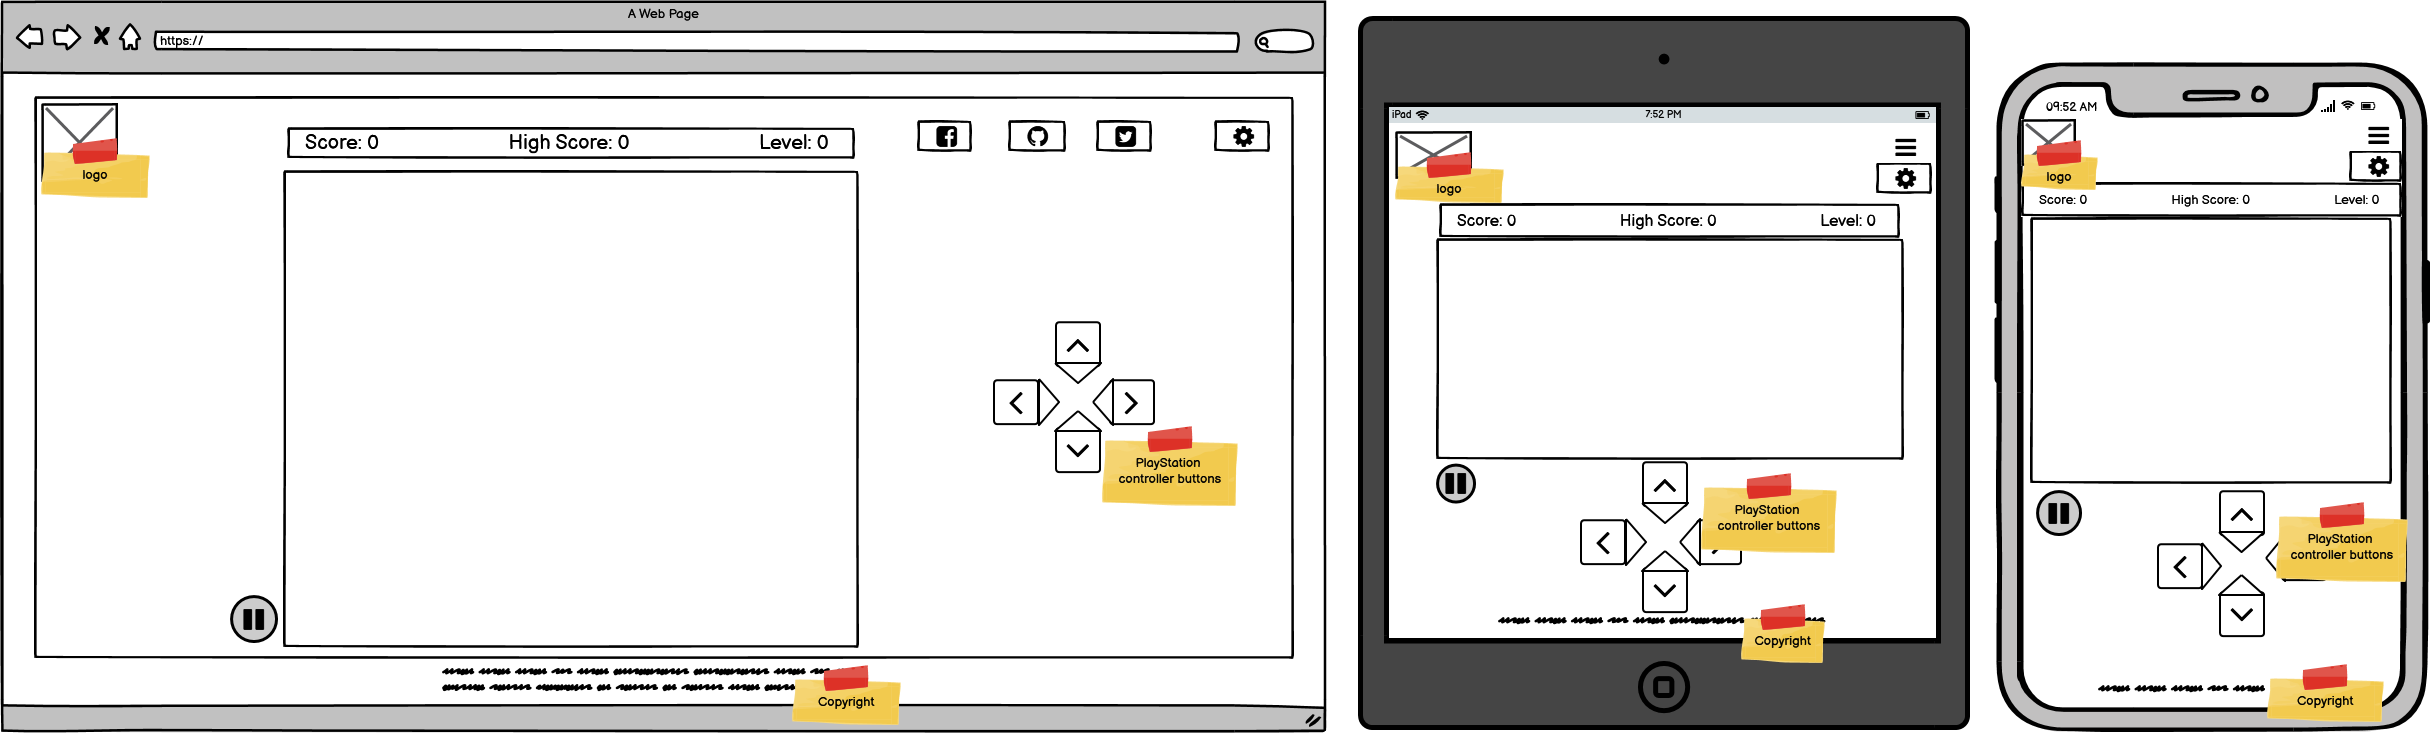 A Web Page
https://
logo
Score: 0 High Score: 0 Level: 0
PlayStation
controller buttons
Copyright
iPad 7:52 PM
logo
Score: 0 High Score: 0 Level: 0
PlayStation
controller buttons
Copyright
09:52 AM
logo
Score: 0 High Score: 0 Level: 0
PlayStation
controller buttons
Copyright